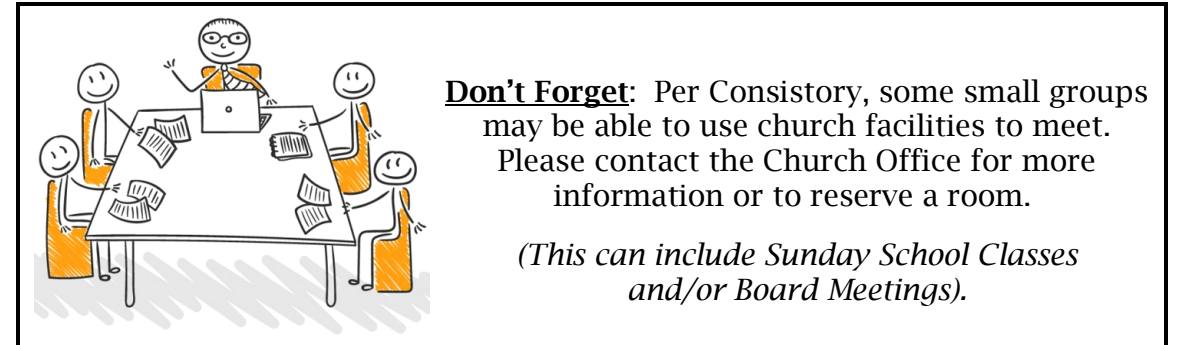 Don't Forget:  Per Consistory, some small groups
may be able to use church facilities to meet.
Please contact the Church Office for more
information or to reserve a room.
(This can include Sunday School Classes
and/or Board Meetings).